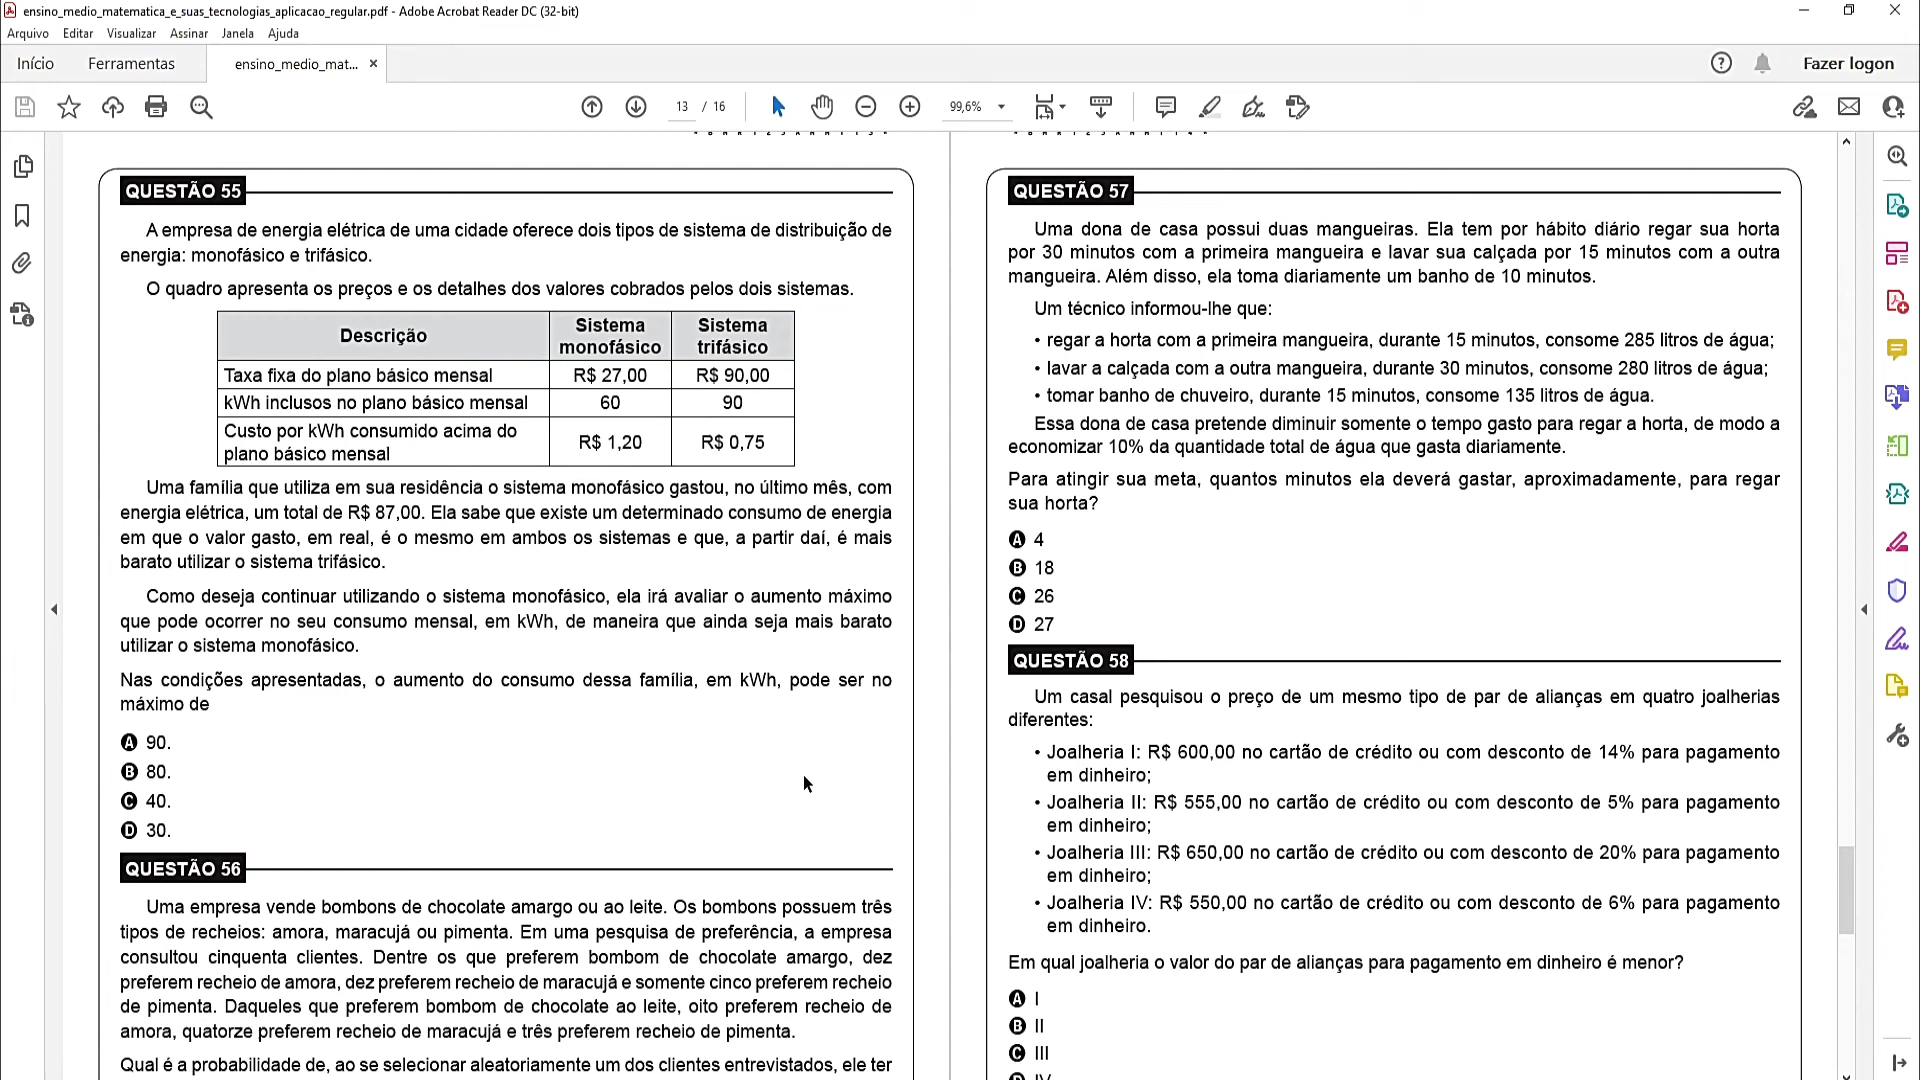 ensino_medio_matematica_e_suas_tecnologias_aplicacao_regular.pdf - Adobe Acrobat Reader DC (32-bit)
Arquivo Editar Visualizar Assinar Janela Ajuda
Início Ferramentas ensino_medio_mat... × Fazer logon
13 / 16 99,6%
QUESTÃO 55
A empresa de energia elétrica de uma cidade oferece dois tipos de sistema de distribuição de
energia: monofásico e trifásico.
O quadro apresenta os preços e os detalhes dos valores cobrados pelos dois sistemas.
Descrição Sistema monofásico Sistema trifásico
Taxa fixa do plano básico mensal R$ 27,00 R$ 90,00
kWh inclusos no plano básico mensal 60 90
Custo por kWh consumido acima do
plano básico mensal R$ 1,20 R$ 0,75
Uma família que utiliza em sua residência o sistema monofásico gastou, no último mês, com
energia elétrica, um total de R$ 87,00. Ela sabe que existe um determinado consumo de energia
em que o valor gasto, em real, é o mesmo em ambos os sistemas e que, a partir daí, é mais
barato utilizar o sistema trifásico.
Como deseja continuar utilizando o sistema monofásico, ela irá avaliar o aumento máximo
que pode ocorrer no seu consumo mensal, em kWh, de maneira que ainda seja mais barato
utilizar o sistema monofásico.
Nas condições apresentadas, o aumento do consumo dessa família, em kWh, pode ser no
máximo de
A 90.
B 80.
C 40.
D 30.
QUESTÃO 56
Uma empresa vende bombons de chocolate amargo ou ao leite. Os bombons possuem três
tipos de recheios: amora, maracujá ou pimenta. Em uma pesquisa de preferência, a empresa
consultou cinquenta clientes. Dentre os que preferem bombom de chocolate amargo, dez
preferem recheio de amora, dez preferem recheio de maracujá e somente cinco preferem recheio
de pimenta. Daqueles que preferem bombom de chocolate ao leite, oito preferem recheio de
amora, quatorze preferem recheio de maracujá e três preferem recheio de pimenta.
Qual é a probabilidade de, ao se selecionar aleatoriamente um dos clientes entrevistados, ele ter
QUESTÃO 57
Uma dona de casa possui duas mangueiras. Ela tem por hábito diário regar sua horta
por 30 minutos com a primeira mangueira e lavar sua calçada por 15 minutos com a outra
mangueira. Além disso, ela toma diariamente um banho de 10 minutos.
Um técnico informou-lhe que:
• regar a horta com a primeira mangueira, durante 15 minutos, consome 285 litros de água;
• lavar a calçada com a outra mangueira, durante 30 minutos, consome 280 litros de água;
• tomar banho de chuveiro, durante 15 minutos, consome 135 litros de água.
Essa dona de casa pretende diminuir somente o tempo gasto para regar a horta, de modo a
economizar 10% da quantidade total de água que gasta diariamente.
Para atingir sua meta, quantos minutos ela deverá gastar, aproximadamente, para regar
sua horta?
A 4
B 18
C 26
D 27
QUESTÃO 58
Um casal pesquisou o preço de um mesmo tipo de par de alianças em quatro joalherias
diferentes:
• Joalheria I: R$ 600,00 no cartão de crédito ou com desconto de 14% para pagamento
em dinheiro;
• Joalheria II: R$ 555,00 no cartão de crédito ou com desconto de 5% para pagamento
em dinheiro;
• Joalheria III: R$ 650,00 no cartão de crédito ou com desconto de 20% para pagamento
em dinheiro;
• Joalheria IV: R$ 550,00 no cartão de crédito ou com desconto de 6% para pagamento
em dinheiro.
Em qual joalheria o valor do par de alianças para pagamento em dinheiro é menor?
A I
B II
C III
D IV